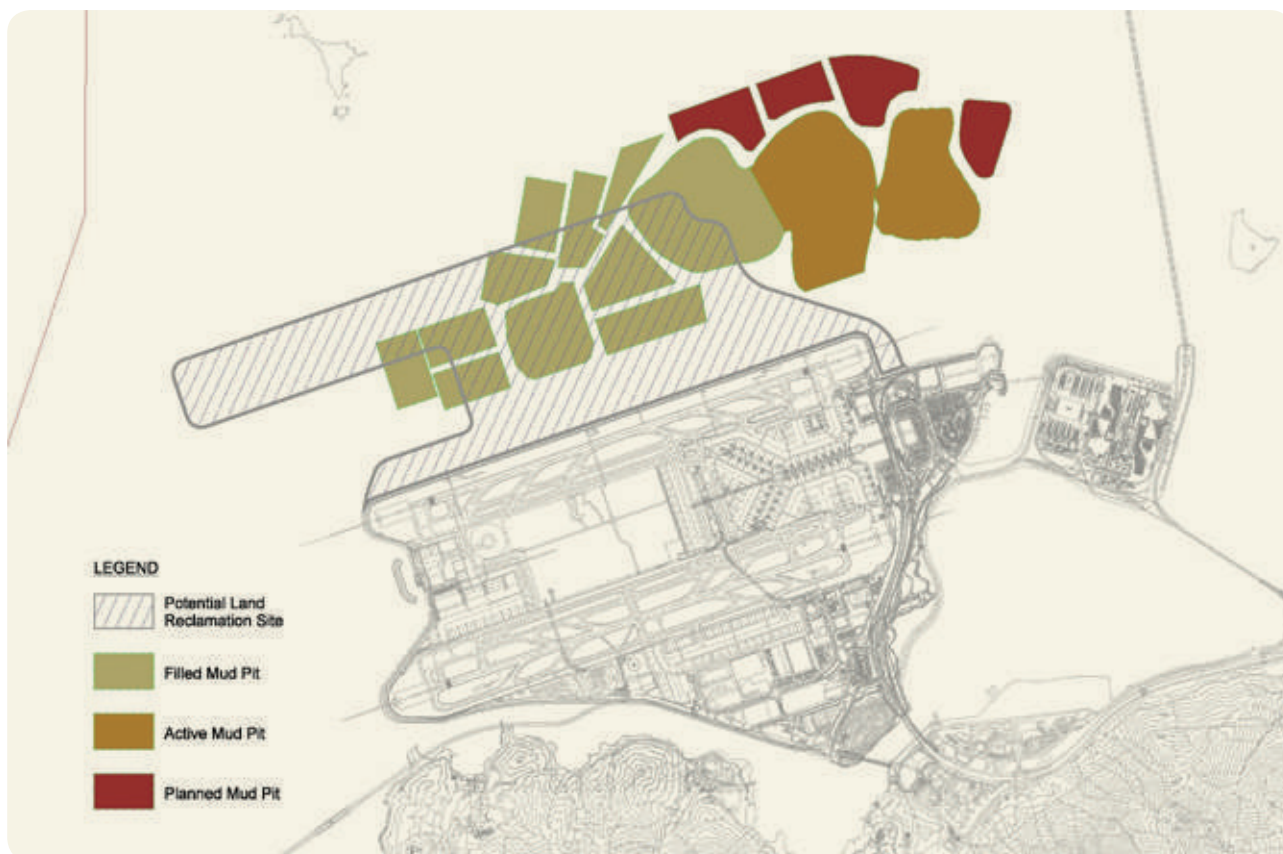 LEGEND
Potential Land
Reclamation Site
Filled Mud Pit
Active Mud Pit
Planned Mud Pit